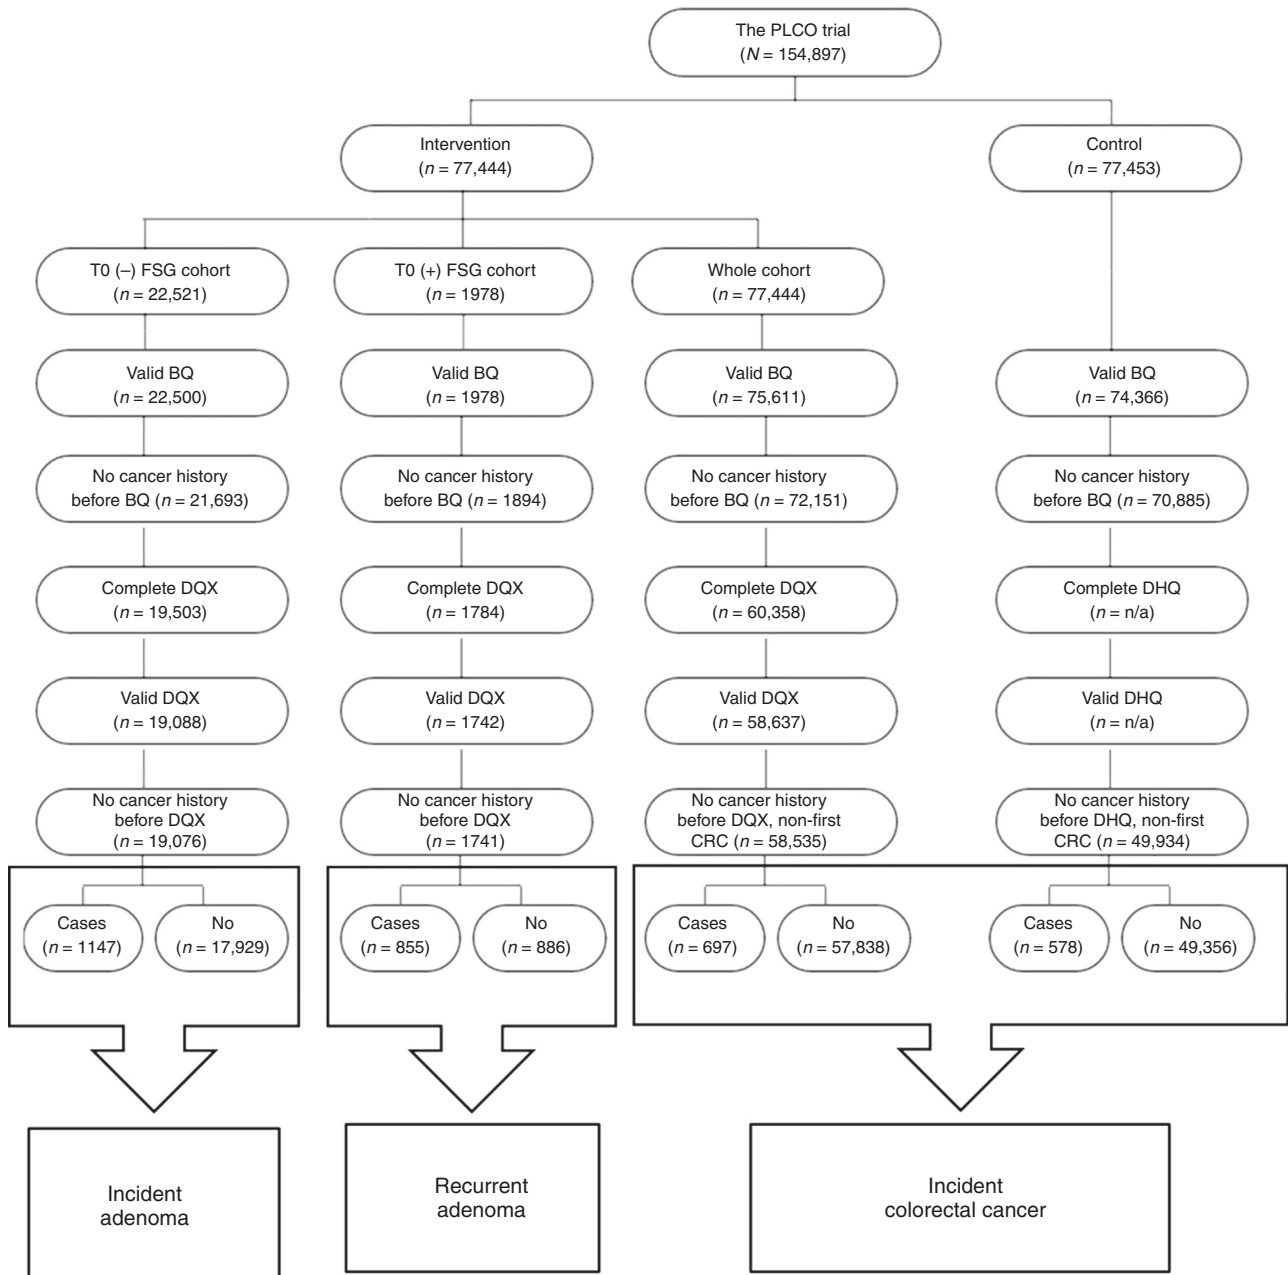 The PLCO trial
(N = 154,897)
Intervention
(n = 77,444)
Control
(n = 77,453)
T0 (–) FSG cohort
(n = 22,521)
T0 (+) FSG cohort
(n = 1978)
Whole cohort
(n = 77,444)
Valid BQ
(n = 22,500)
Valid BQ
(n = 1978)
Valid BQ
(n = 75,611)
Valid BQ
(n = 74,366)
No cancer history
before BQ (n = 21,693)
No cancer history
before BQ (n = 1894)
No cancer history
before BQ (n = 72,151)
No cancer history
before BQ (n = 70,885)
Complete DQX
(n = 19,503)
Complete DQX
(n = 1784)
Complete DQX
(n = 60,358)
Complete DHQ
(n = n/a)
Valid DQX
(n = 19,088)
Valid DQX
(n = 1742)
Valid DQX
(n = 58,637)
Valid DHQ
(n = n/a)
No cancer history
before DQX
(n = 19,076)
No cancer history
before DQX
(n = 1741)
No cancer history
before DQX, non-first
CRC (n = 58,535)
No cancer history
before DHQ, non-first
CRC (n = 49,934)
Cases
(n = 1147)
No
(n = 17,929)
Cases
(n = 855)
No
(n = 886)
Cases
(n = 697)
No
(n = 57,838)
Cases
(n = 578)
No
(n = 49,356)
Incident
adenoma
Recurrent
adenoma
Incident
colorectal cancer